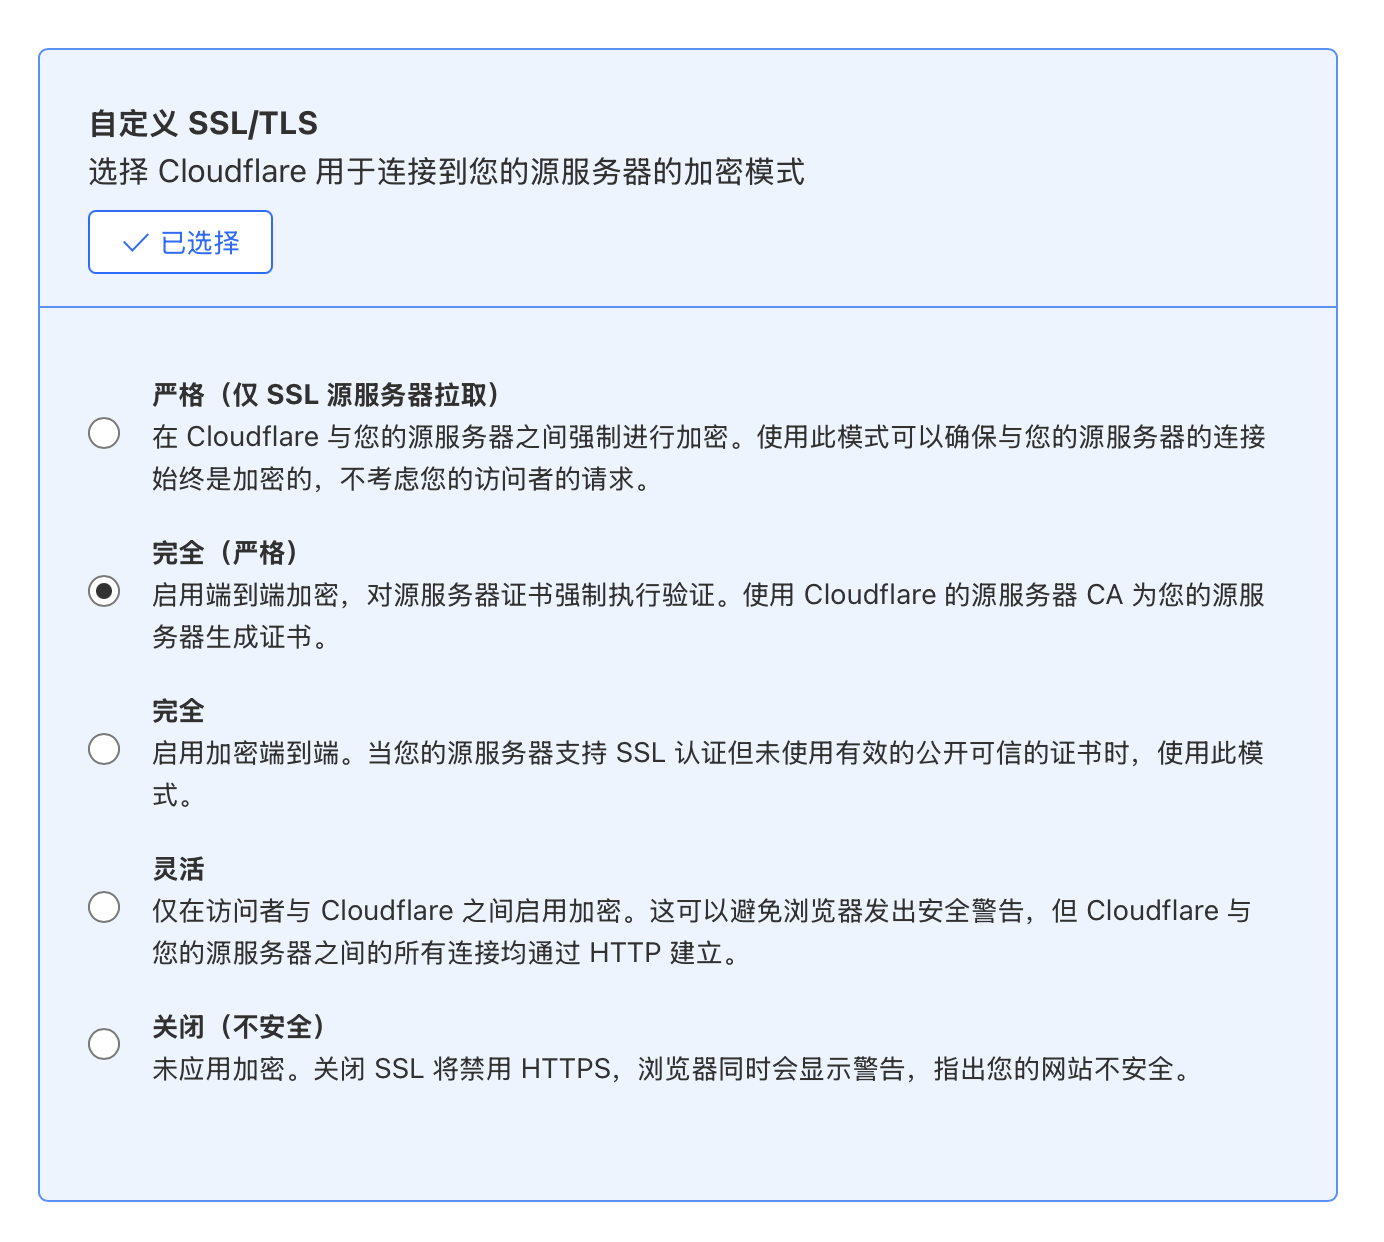 自定义 SSL/TLS
选择 Cloudflare 用于连接到您的源服务器的加密模式
已选择
严格（仅 SSL 源服务器拉取）
在 Cloudflare 与您的源服务器之间强制进行加密。使用此模式可以确保与您的源服务器的连接
始终是加密的，不考虑您的访问者的请求。
完全（严格）
启用端到端加密，对源服务器证书强制执行验证。使用 Cloudflare 的源服务器 CA 为您的源服
务器生成证书。
完全
启用加密端到端。当您的源服务器支持 SSL 认证但未使用有效的公开可信的证书时，使用此模
式。
灵活
仅在访问者与 Cloudflare 之间启用加密。这可以避免浏览器发出安全警告，但 Cloudflare 与
您的源服务器之间的所有连接均通过 HTTP 建立。
关闭（不安全）
未应用加密。关闭 SSL 将禁用 HTTPS，浏览器同时会显示警告，指出您的网站不安全。